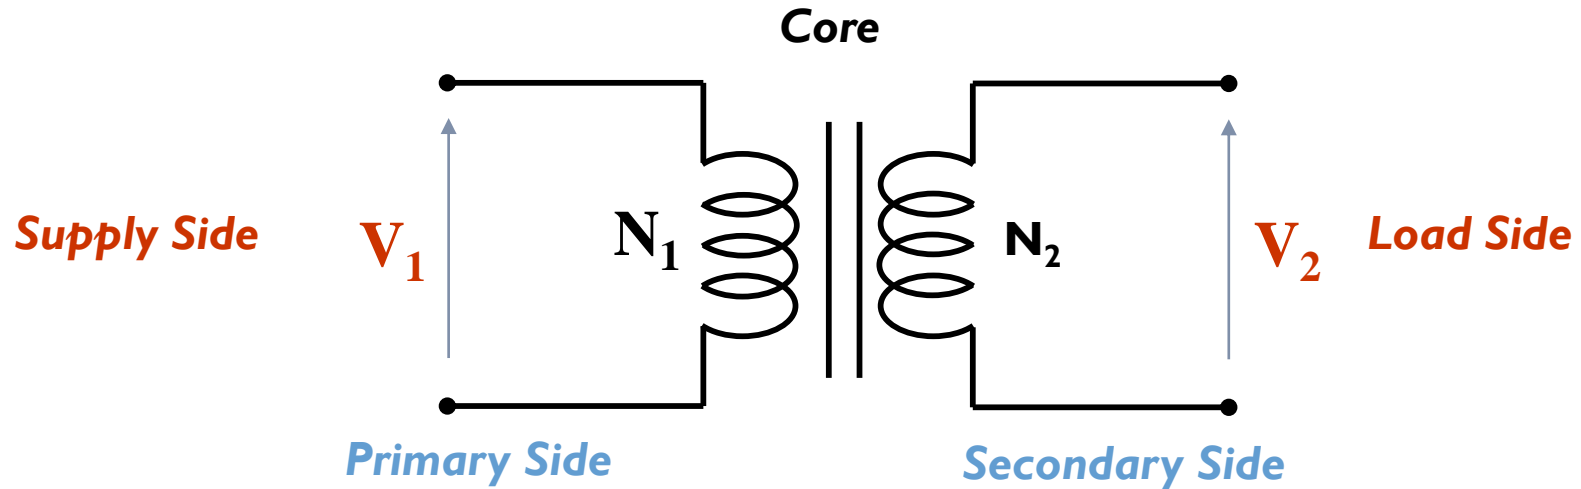 Core
Supply Side
V₁
N₁
N₂
V₂
Load Side
Primary Side
Secondary Side